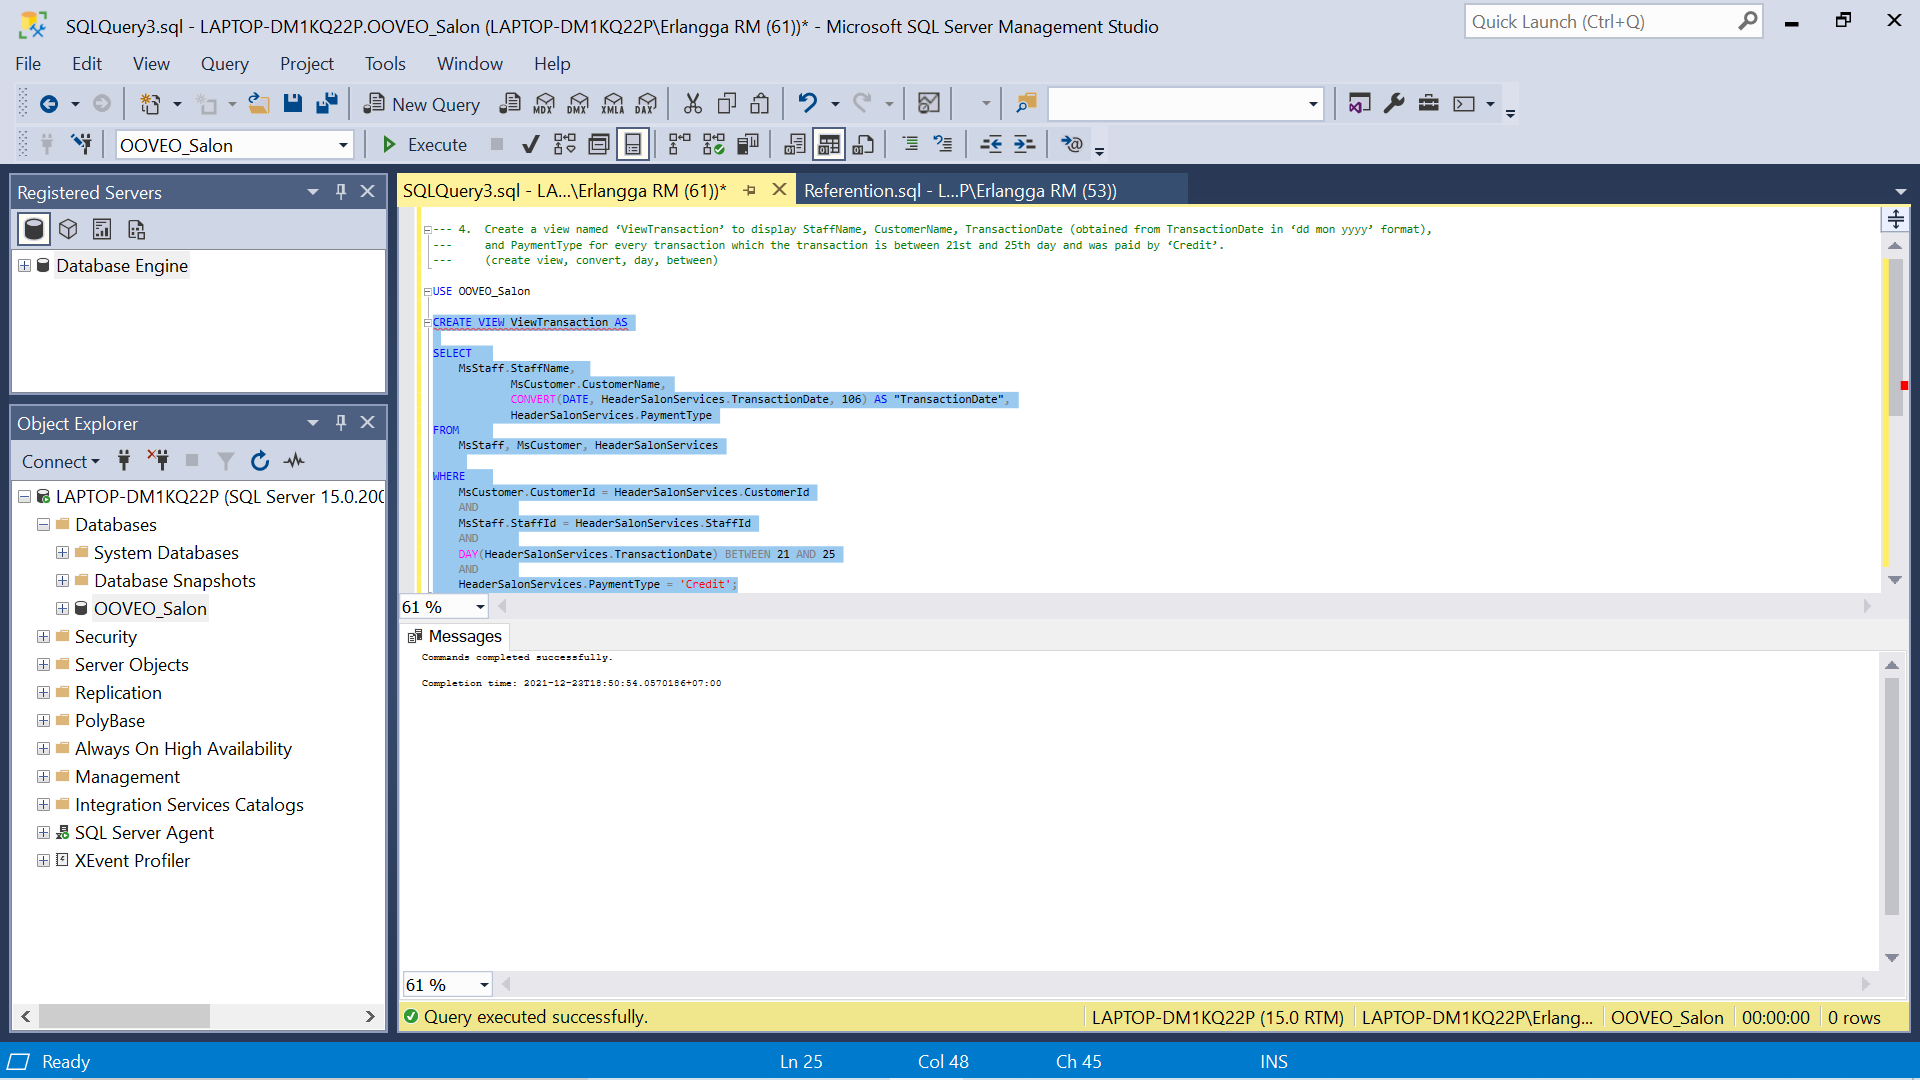 SQLQuery3.sql - LAPTOP-DM1KQ22P.OOVEO_Salon (LAPTOP-DM1KQ22P\Erlangga RM (61))* - Microsoft SQL Server Management Studio
Quick Launch (Ctrl+Q)
File Edit View Query Project Tools Window Help
New Query MDX DMX XMLA DAX
OOVEO_Salon Execute
Registered Servers
Database Engine
Object Explorer
Connect
LAPTOP-DM1KQ22P (SQL Server 15.0.200
Databases
System Databases
Database Snapshots
OOVEO_Salon
Security
Server Objects
Replication
PolyBase
Always On High Availability
Management
Integration Services Catalogs
SQL Server Agent
XEvent Profiler
SQLQuery3.sql - LA...\Erlangga RM (61))* Referention.sql - L...P\Erlangga RM (53))
--- 4. Create a view named ‘ViewTransaction’ to display StaffName, CustomerName, TransactionDate (obtained from TransactionDate in ‘dd mon yyyy’ format),
--- and PaymentType for every transaction which the transaction is between 21st and 25th day and was paid by ‘Credit’.
--- (create view, convert, day, between)
USE OOVEO_Salon
CREATE VIEW ViewTransaction AS
SELECT
MsStaff.StaffName,
MsCustomer.CustomerName,
CONVERT(DATE, HeaderSalonServices.TransactionDate, 106) AS "TransactionDate",
HeaderSalonServices.PaymentType
FROM
MsStaff, MsCustomer, HeaderSalonServices
WHERE
MsCustomer.CustomerId = HeaderSalonServices.CustomerId
AND
MsStaff.StaffId = HeaderSalonServices.StaffId
AND
DAY(HeaderSalonServices.TransactionDate) BETWEEN 21 AND 25
AND
HeaderSalonServices.PaymentType = 'Credit';
61 %
Messages
Commands completed successfully.
Completion time: 2021-12-23T18:50:54.0570186+07:00
61 %
Query executed successfully. LAPTOP-DM1KQ22P (15.0 RTM) LAPTOP-DM1KQ22P\Erlang... OOVEO_Salon 00:00:00 0 rows
Ready Ln 25 Col 48 Ch 45 INS